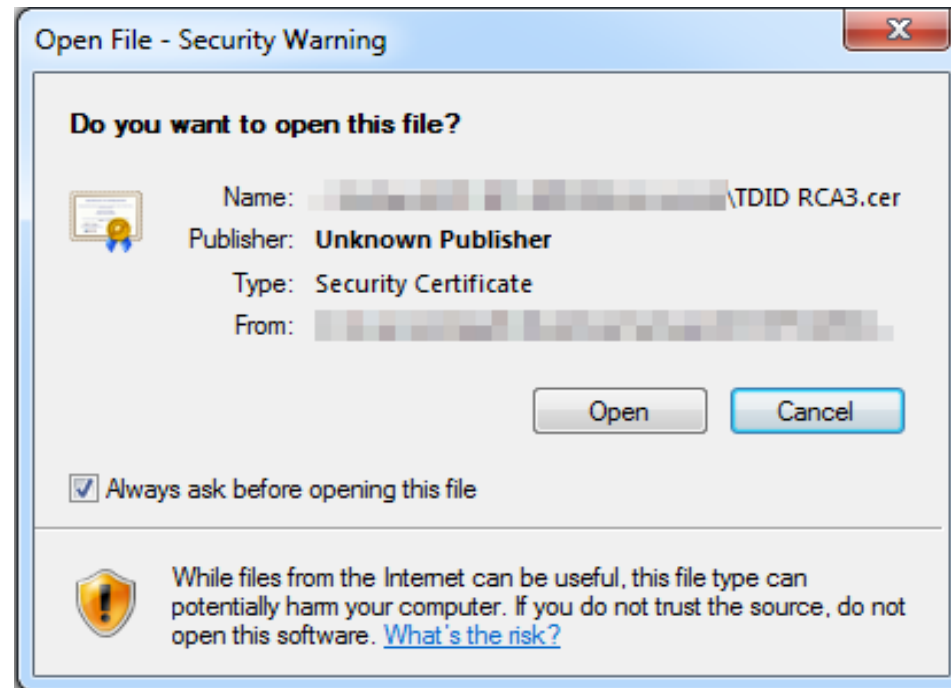 Open File - Security Warning
Do you want to open this file?
Name: \TDID RCA3.cer
Publisher: Unknown Publisher
Type: Security Certificate
From:
Open
Cancel
Always ask before opening this file
While files from the Internet can be useful, this file type can
potentially harm your computer. If you do not trust the source, do not
open this software. What's the risk?